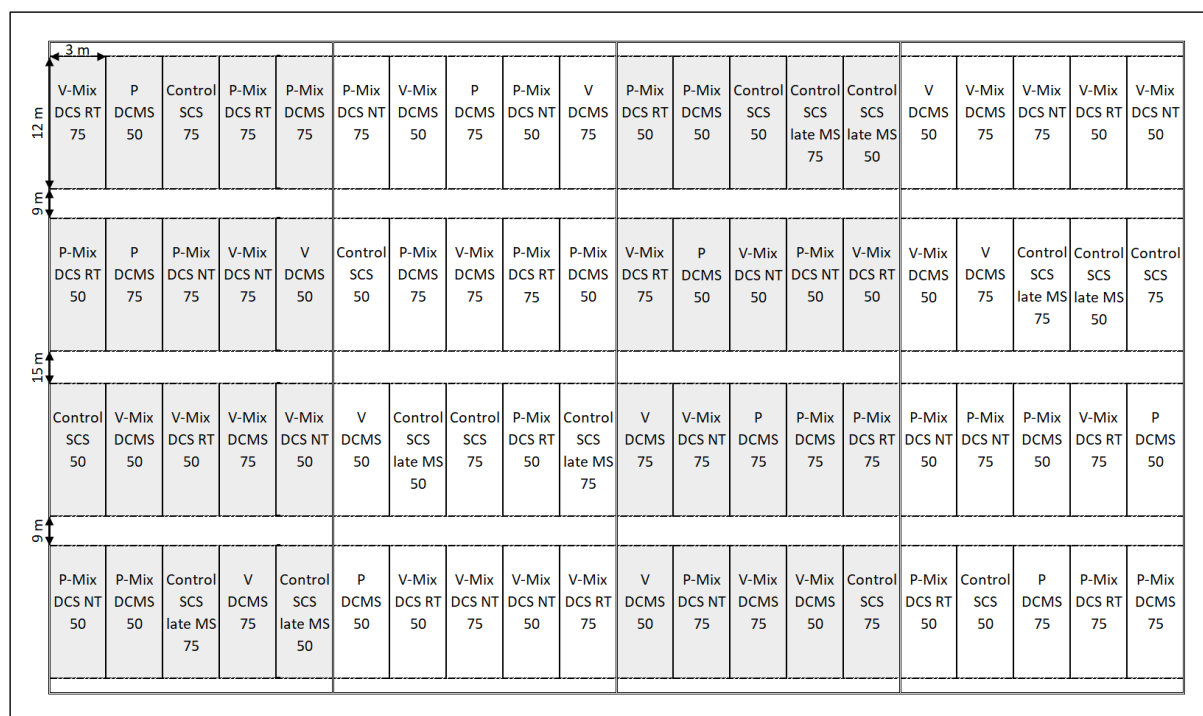 3 m
12 m
V-Mix P Control P-Mix P-Mix P-Mix V-Mix P P-Mix V P-Mix P-Mix Control Control Control V V-Mix V-Mix V-Mix V-Mix
DCS RT DCMS SCS DCS RT DCMS DCS NT DCMS DCMS DCS NT DCMS DCS RT DCMS SCS SCS SCS DCMS DCMS DCS NT DCS RT DCS NT
75 50 75 75 75 75 50 75 50 75 50 50 50 late MS late MS 50 75 75 50 50
75 50
9 m
P-Mix P P-Mix V-Mix V Control P-Mix V-Mix P-Mix P-Mix V-Mix P V-Mix P-Mix V-Mix V-Mix V Control Control Control
DCS RT DCMS DCS NT DCS NT DCMS SCS DCMS DCMS DCS RT DCMS DCS RT DCMS DCS NT DCS NT DCS RT DCMS DCMS SCS SCS SCS
50 75 75 75 50 50 75 75 75 50 75 50 50 50 50 50 75 late MS late MS 75
75 50
15 m
Control V-Mix V-Mix V-Mix V-Mix V Control Control P-Mix Control V V-Mix P P-Mix P-Mix P-Mix P-Mix P-Mix V-Mix P
SCS DCMS DCS RT DCMS DCS NT DCMS SCS SCS DCS RT SCS DCMS DCS NT DCMS DCMS DCS RT DCS NT DCS NT DCMS DCS RT DCMS
50 50 50 75 50 50 late MS 75 50 late MS 75 75 75 75 75 50 75 50 75 50
50 75
9 m
P-Mix P-Mix Control V Control P V-Mix V-Mix V-Mix V-Mix V P-Mix V-Mix V-Mix Control P-Mix Control P P-Mix P-Mix
DCS NT DCMS SCS DCMS SCS DCMS DCS RT DCS NT DCS NT DCS RT DCMS DCS NT DCMS DCMS SCS DCS RT SCS DCMS DCS RT DCMS
50 50 late MS 75 late MS 50 50 75 50 75 50 75 75 50 75 50 50 75 75 75
75 50